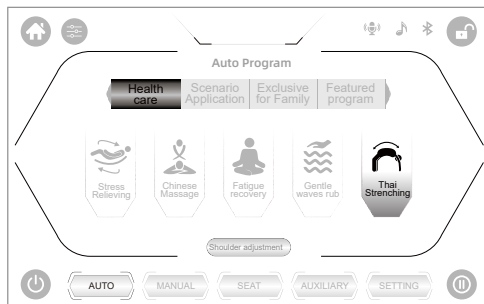 Auto Program
Health care
Scenario Application
Exclusive for Family
Featured program
Stress Relieving
Chinese Massage
Fatigue recovery
Gentle waves rub
Thai Strenching
Shoulder adjustment
AUTO
MANUAL
SEAT
AUXILIARY
SETTING